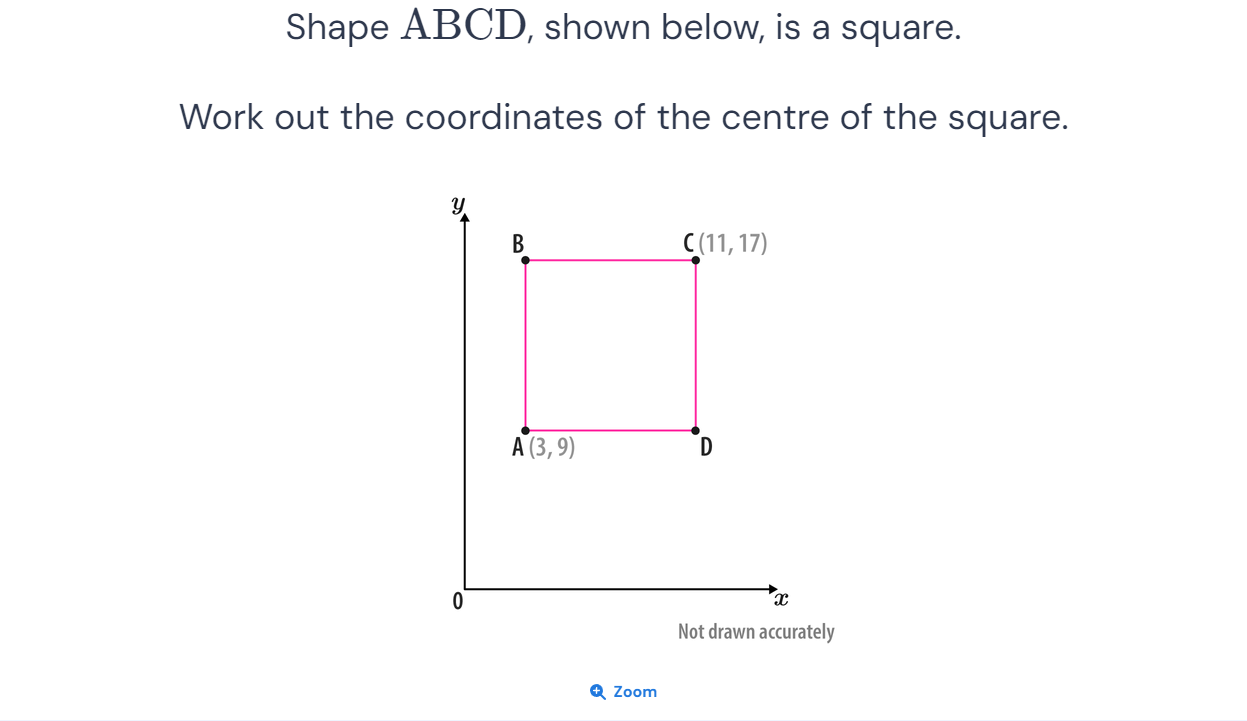 Shape ABCD, shown below, is a square.
Work out the coordinates of the centre of the square.
y
B
C (11, 17)
A (3, 9)
D
0
x
Not drawn accurately
Zoom